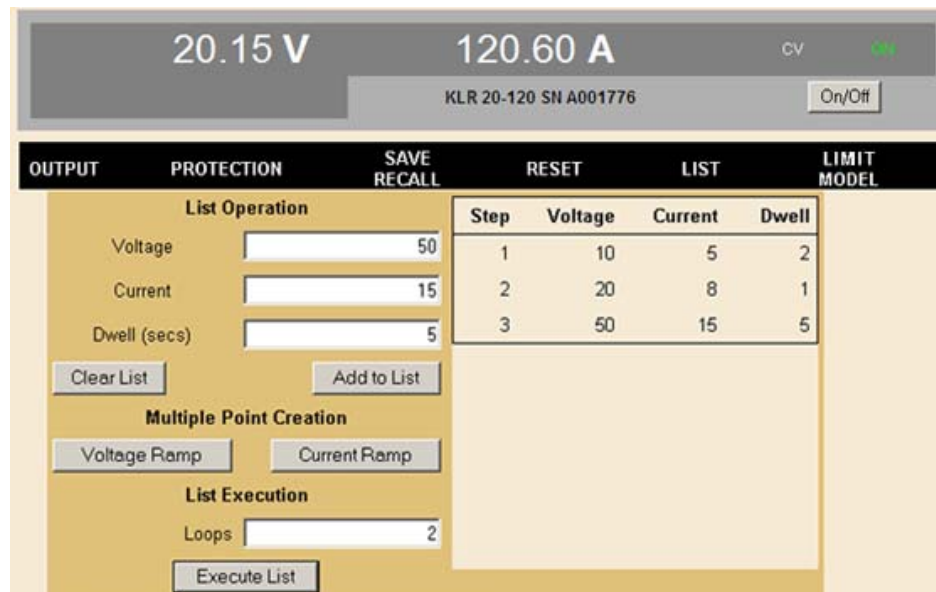 20.15 V 120.60 A CV ON
KLR 20-120 SN A001776 On/Off
OUTPUT PROTECTION SAVE RECALL RESET LIST LIMIT MODEL
List Operation
Voltage 50
Current 15
Dwell (secs) 5
Clear List Add to List
Multiple Point Creation
Voltage Ramp Current Ramp
List Execution
Loops 2
Execute List
Step Voltage Current Dwell
1 10 5 2
2 20 8 1
3 50 15 5